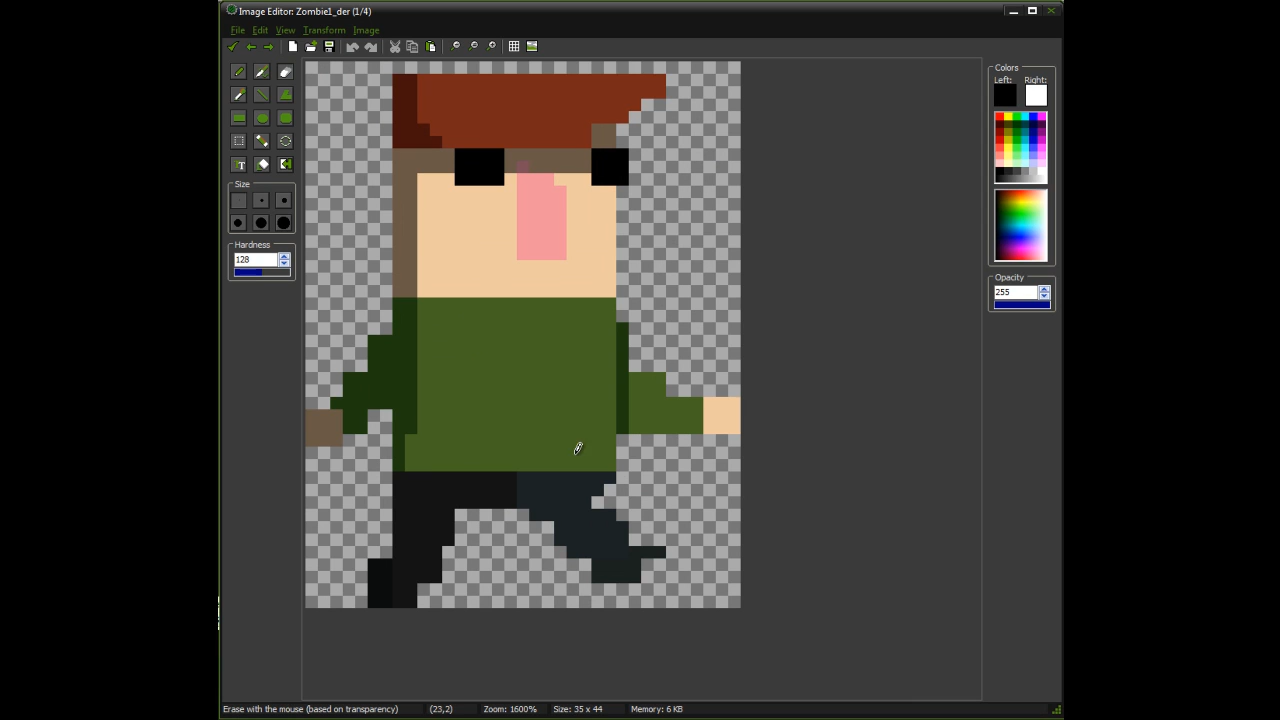 Image Editor: Zombie1_der (1/4)
File Edit View Transform Image
Colors
Left: Right:
T
Size
Hardness
128
Opacity
255
Erase with the mouse (based on transparency) (23,2) Zoom: 1600% Size: 35 x 44 Memory: 6 KB